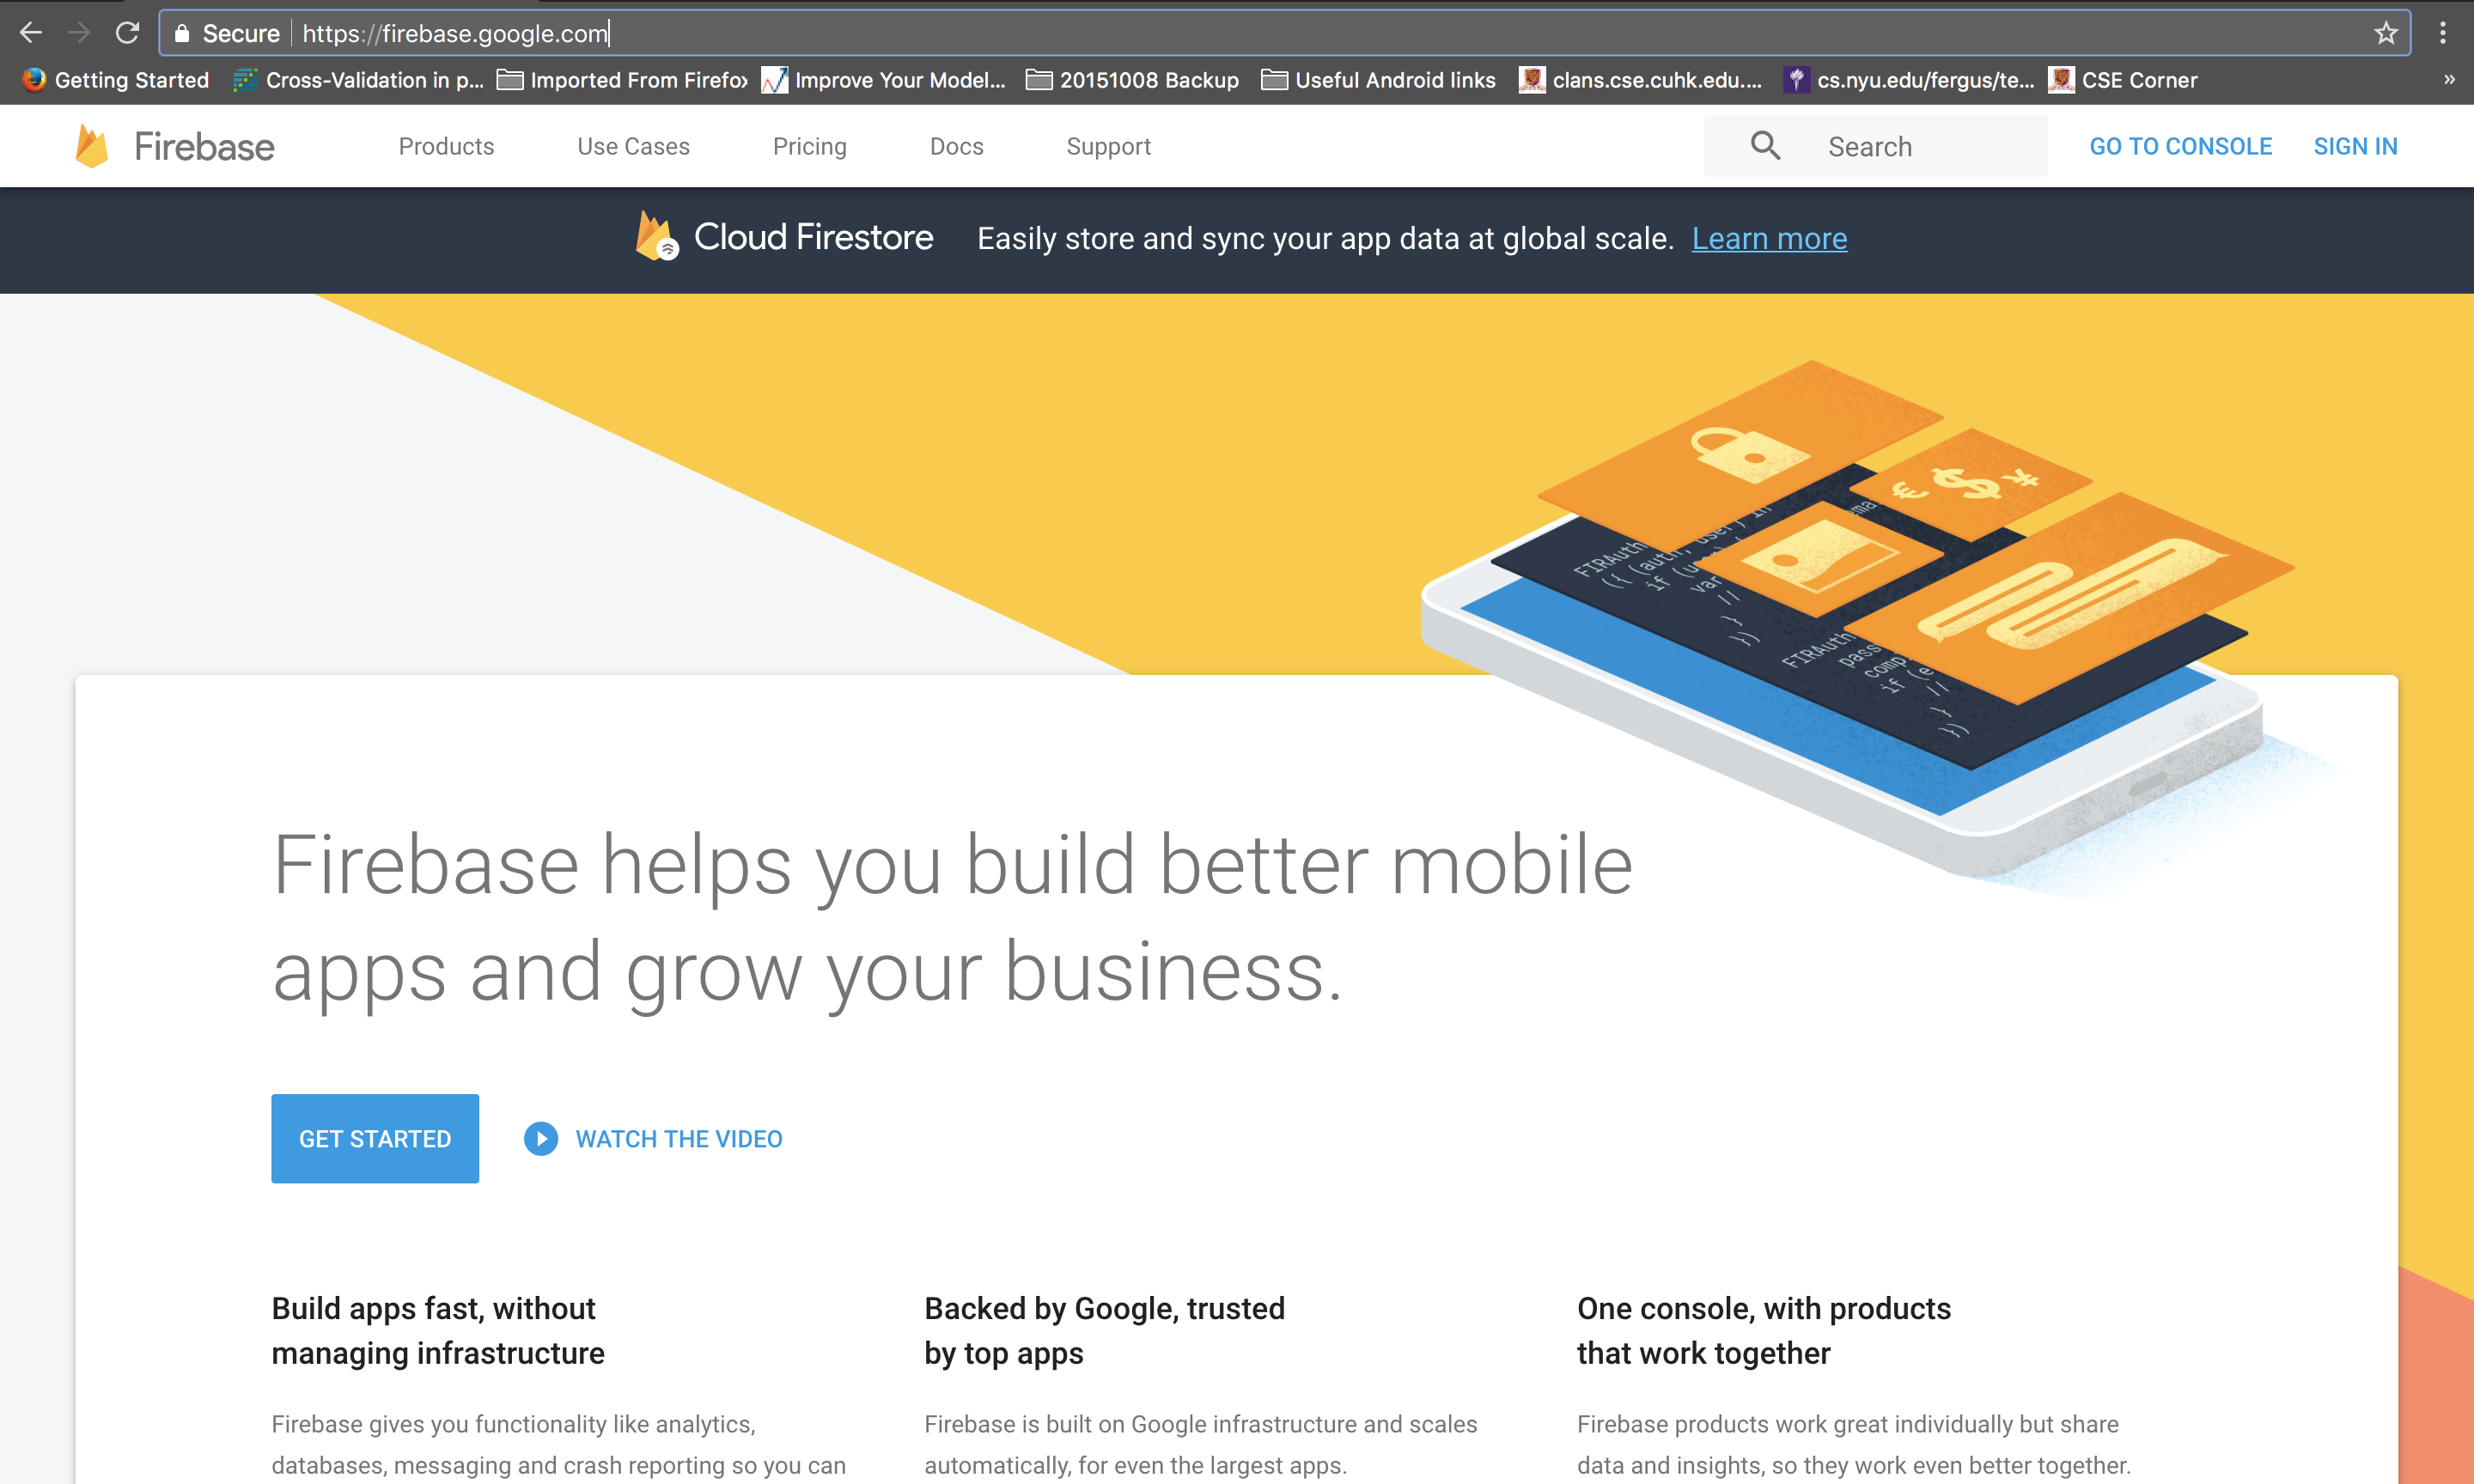 Secure https://firebase.google.com
Getting Started Cross-Validation in p... Imported From Firefox Improve Your Model... 20151008 Backup Useful Android links clans.cse.cuhk.edu.... cs.nyu.edu/fergus/te... CSE Corner »
Firebase Products Use Cases Pricing Docs Support Search GO TO CONSOLE SIGN IN
Cloud Firestore Easily store and sync your app data at global scale. Learn more
€ $ ¥
FIRAuth
({ (auth, user) in
if (u
var
//
}
})
FIRAuth
pass
comp
if (e
//
}
})
Firebase helps you build better mobile
apps and grow your business.
GET STARTED WATCH THE VIDEO
Build apps fast, without
managing infrastructure
Firebase gives you functionality like analytics,
databases, messaging and crash reporting so you can
Backed by Google, trusted
by top apps
Firebase is built on Google infrastructure and scales
automatically, for even the largest apps.
One console, with products
that work together
Firebase products work great individually but share
data and insights, so they work even better together.